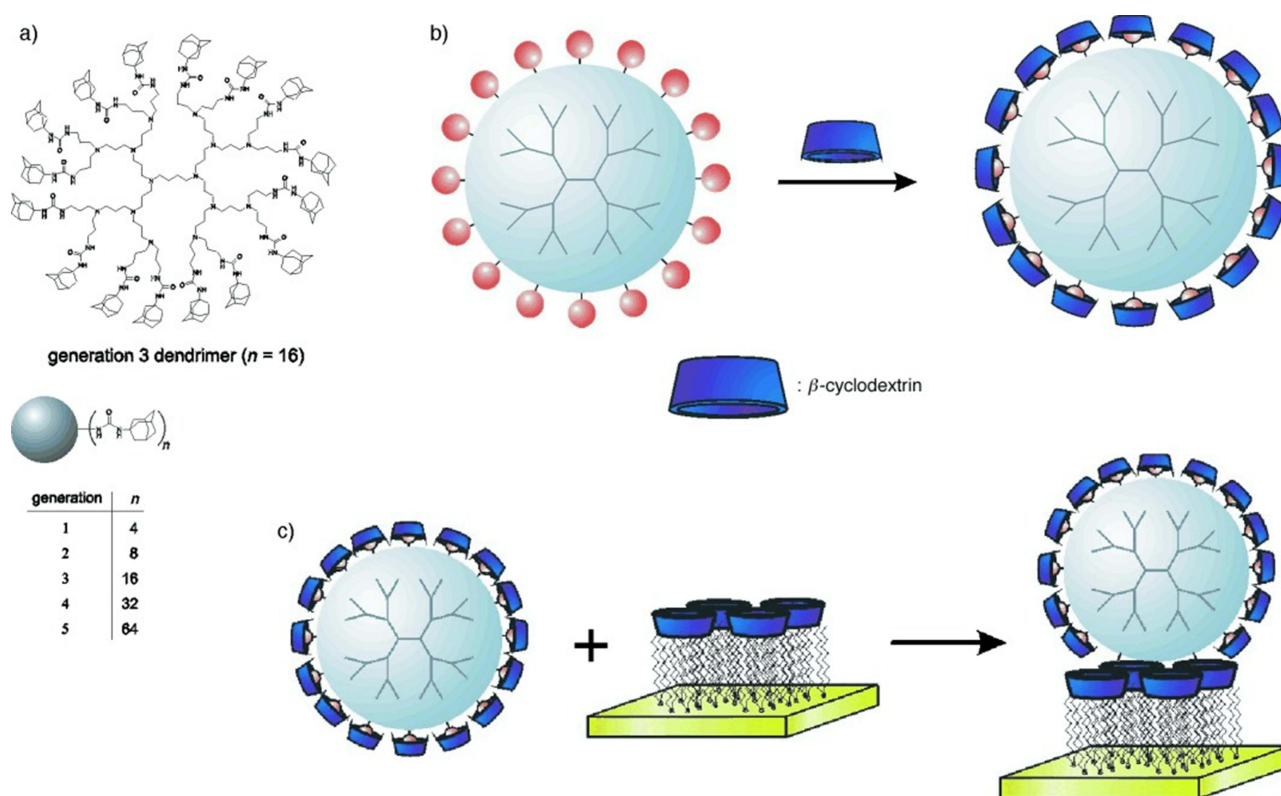 a)
generation 3 dendrimer (n = 16)
n
generation n
1 4
2 8
3 16
4 32
5 64
b)
: β-cyclodextrin
c)
+